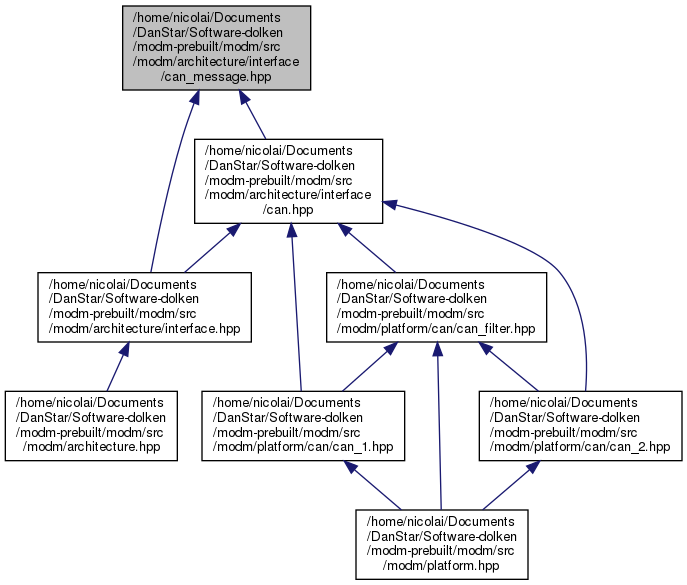 /home/nicolai/Documents
/DanStar/Software-dolken
/modm-prebuilt/modm/src
/modm/architecture/interface
/can_message.hpp
/home/nicolai/Documents
/DanStar/Software-dolken
/modm-prebuilt/modm/src
/modm/architecture/interface
/can.hpp
/home/nicolai/Documents
/DanStar/Software-dolken
/modm-prebuilt/modm/src
/modm/architecture/interface.hpp
/home/nicolai/Documents
/DanStar/Software-dolken
/modm-prebuilt/modm/src
/modm/platform/can/can_filter.hpp
/home/nicolai/Documents
/DanStar/Software-dolken
/modm-prebuilt/modm/src
/modm/architecture.hpp
/home/nicolai/Documents
/DanStar/Software-dolken
/modm-prebuilt/modm/src
/modm/platform/can/can_1.hpp
/home/nicolai/Documents
/DanStar/Software-dolken
/modm-prebuilt/modm/src
/modm/platform/can/can_2.hpp
/home/nicolai/Documents
/DanStar/Software-dolken
/modm-prebuilt/modm/src
/modm/platform.hpp